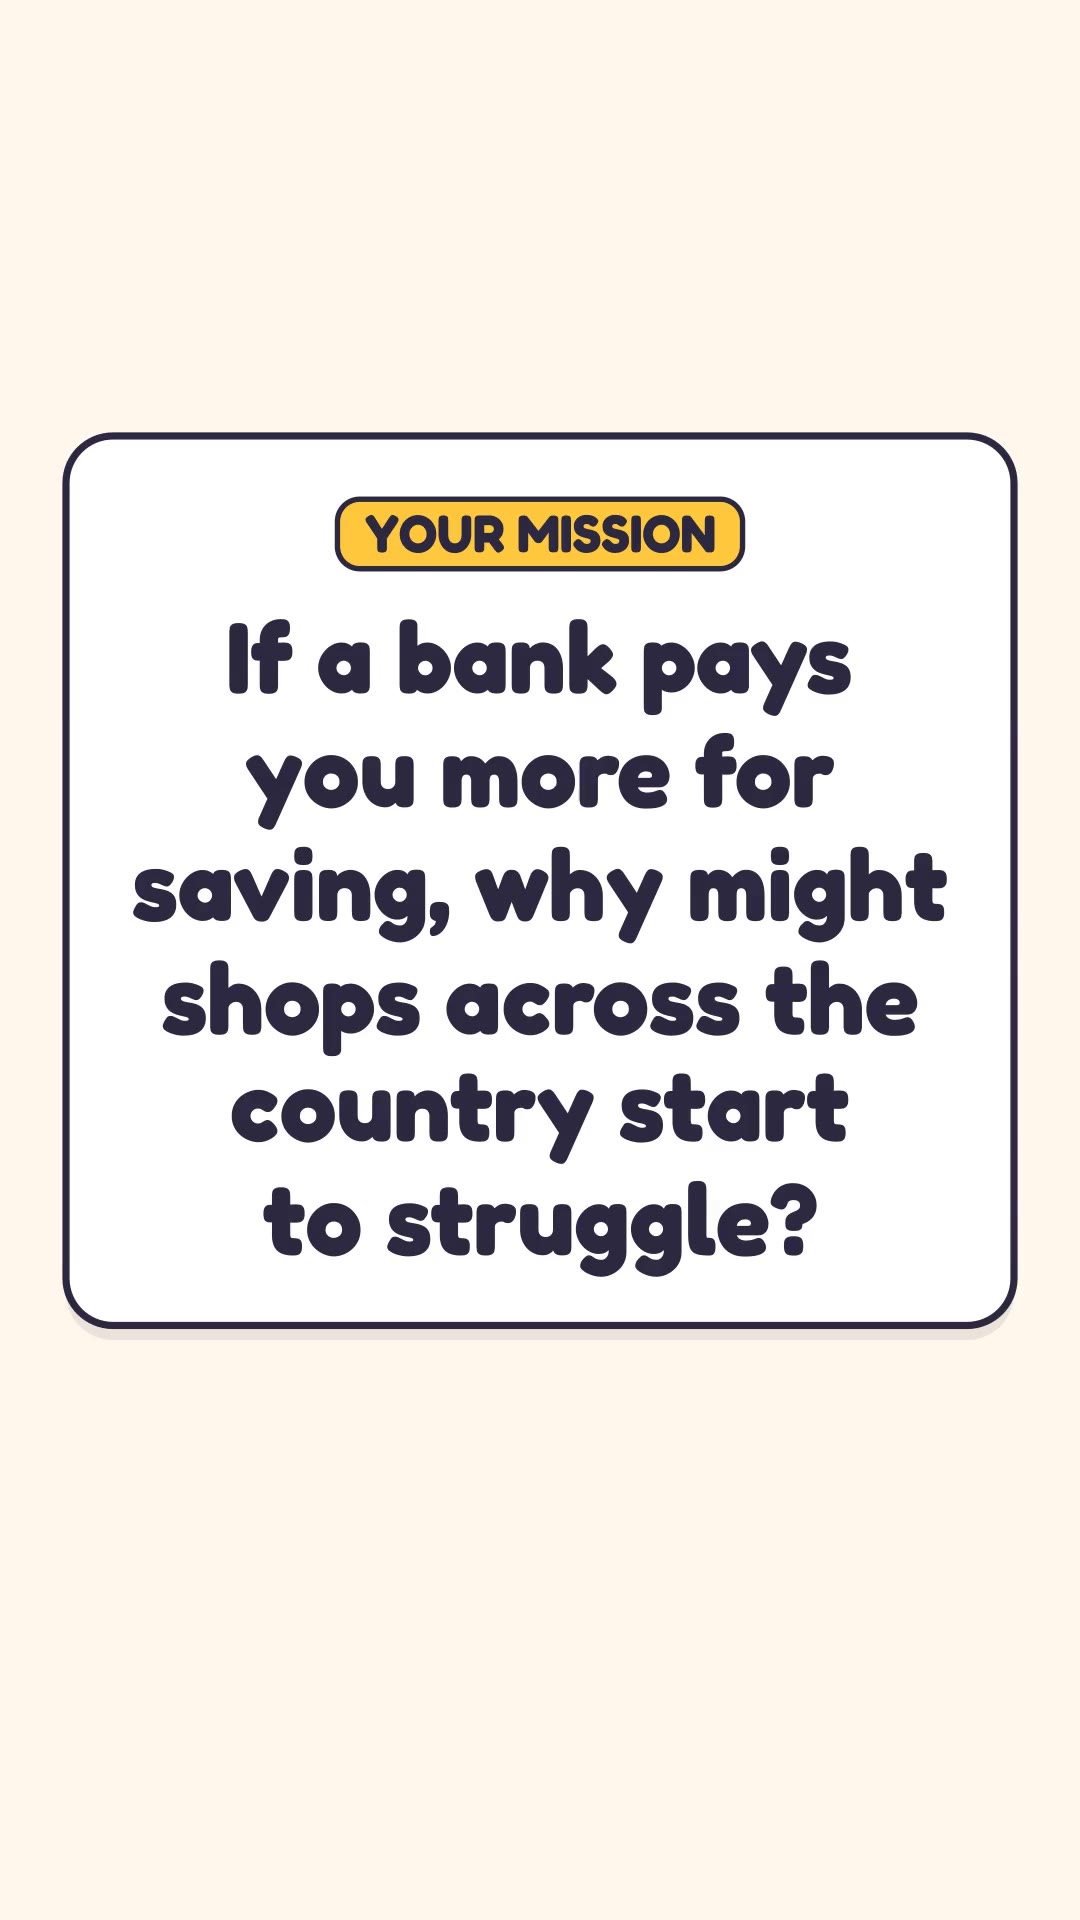 YOUR MISSION
If a bank pays
you more for
saving, why might
shops across the
country start
to struggle?